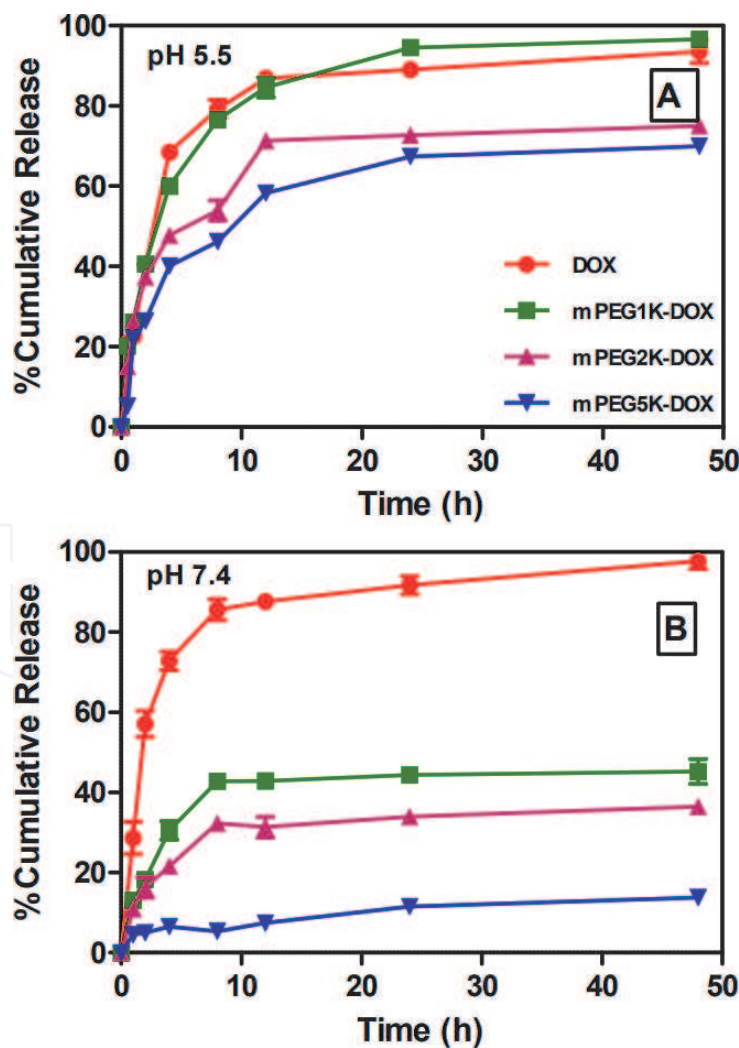 %Cumulative Release
100
80
60
40
20
0
pH 5.5
A
DOX
mPEG1K-DOX
mPEG2K-DOX
mPEG5K-DOX
0 10 20 30 40 50
Time (h)
%Cumulative Release
100
80
60
40
20
0
pH 7.4
B
0 10 20 30 40 50
Time (h)